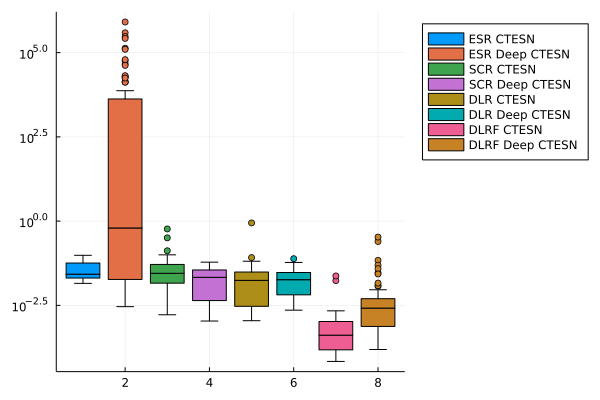 10^5.0
10^2.5
10^0.0
10^-2.5
2 4 6 8
ESR CTESN
ESR Deep CTESN
SCR CTESN
SCR Deep CTESN
DLR CTESN
DLR Deep CTESN
DLRF CTESN
DLRF Deep CTESN